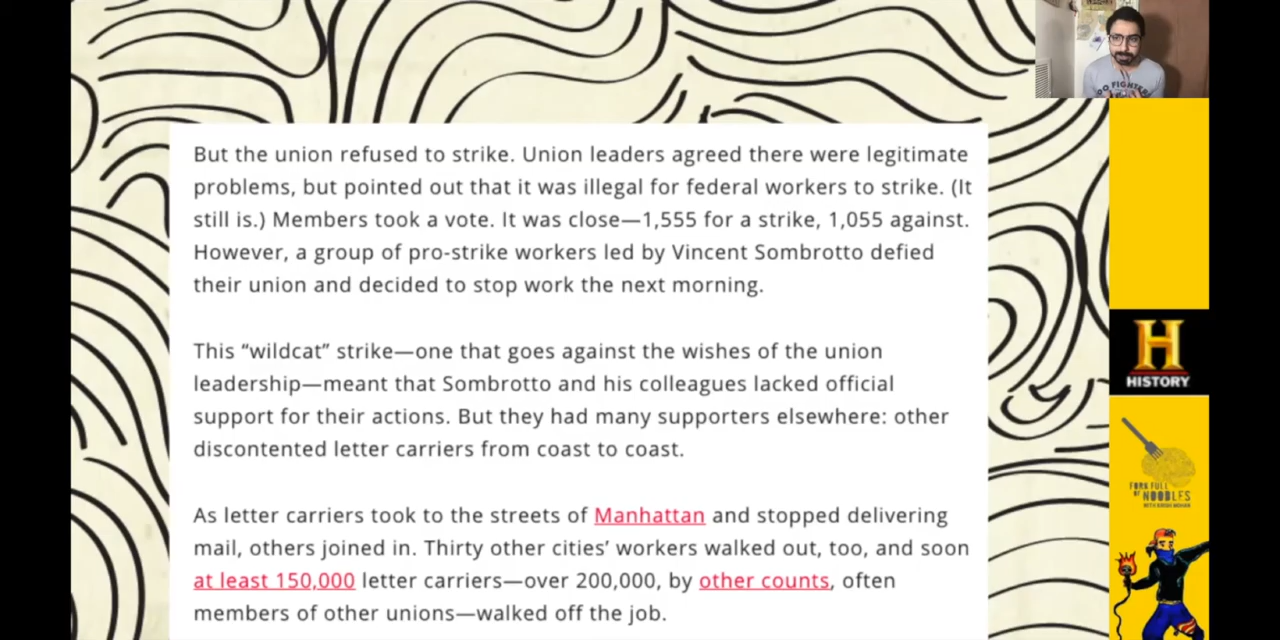 But the union refused to strike. Union leaders agreed there were legitimate
problems, but pointed out that it was illegal for federal workers to strike. (It
still is.) Members took a vote. It was close—1,555 for a strike, 1,055 against.
However, a group of pro-strike workers led by Vincent Sombrotto defied
their union and decided to stop work the next morning.
This “wildcat” strike—one that goes against the wishes of the union
leadership—meant that Sombrotto and his colleagues lacked official
support for their actions. But they had many supporters elsewhere: other
discontented letter carriers from coast to coast.
As letter carriers took to the streets of Manhattan and stopped delivering
mail, others joined in. Thirty other cities’ workers walked out, too, and soon
at least 150,000 letter carriers—over 200,000, by other counts, often
members of other unions—walked off the job.
H
HISTORY
FORK FULL
OF NOODLES